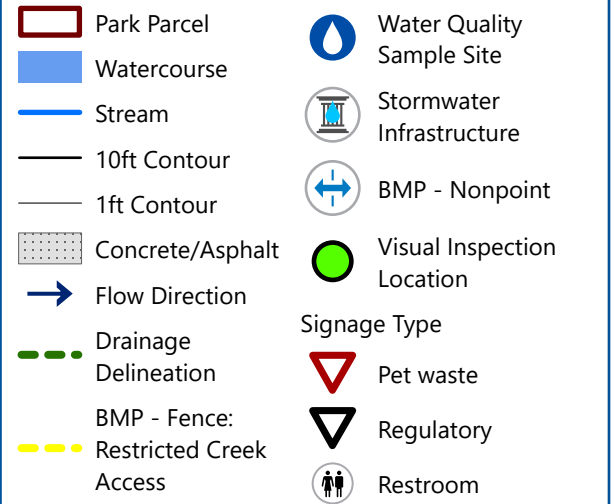 Park Parcel
Watercourse
Stream
10ft Contour
1ft Contour
Concrete/Asphalt
Flow Direction
Drainage
Delineation
BMP - Fence:
Restricted Creek
Access
Water Quality
Sample Site
Stormwater
Infrastructure
BMP - Nonpoint
Visual Inspection
Location
Signage Type
Pet waste
Regulatory
Restroom